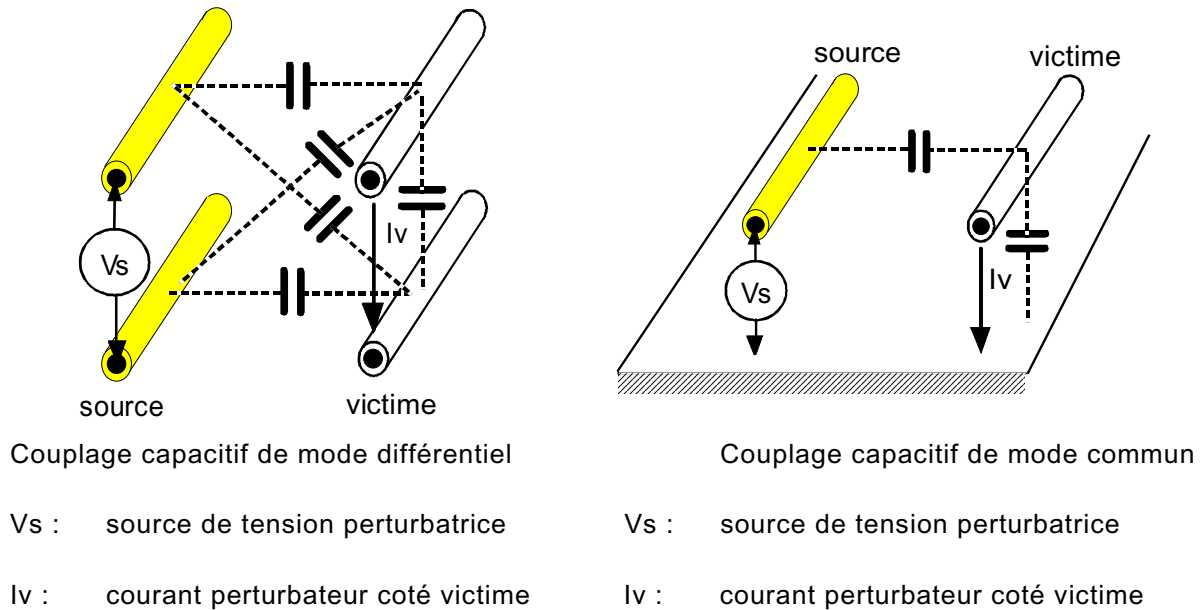 source victime
Vs Iv
Vs Iv
source victime
Couplage capacitif de mode différentiel
Couplage capacitif de mode commun
Vs : source de tension perturbatrice
Vs : source de tension perturbatrice
Iv : courant perturbateur coté victime
Iv : courant perturbateur coté victime